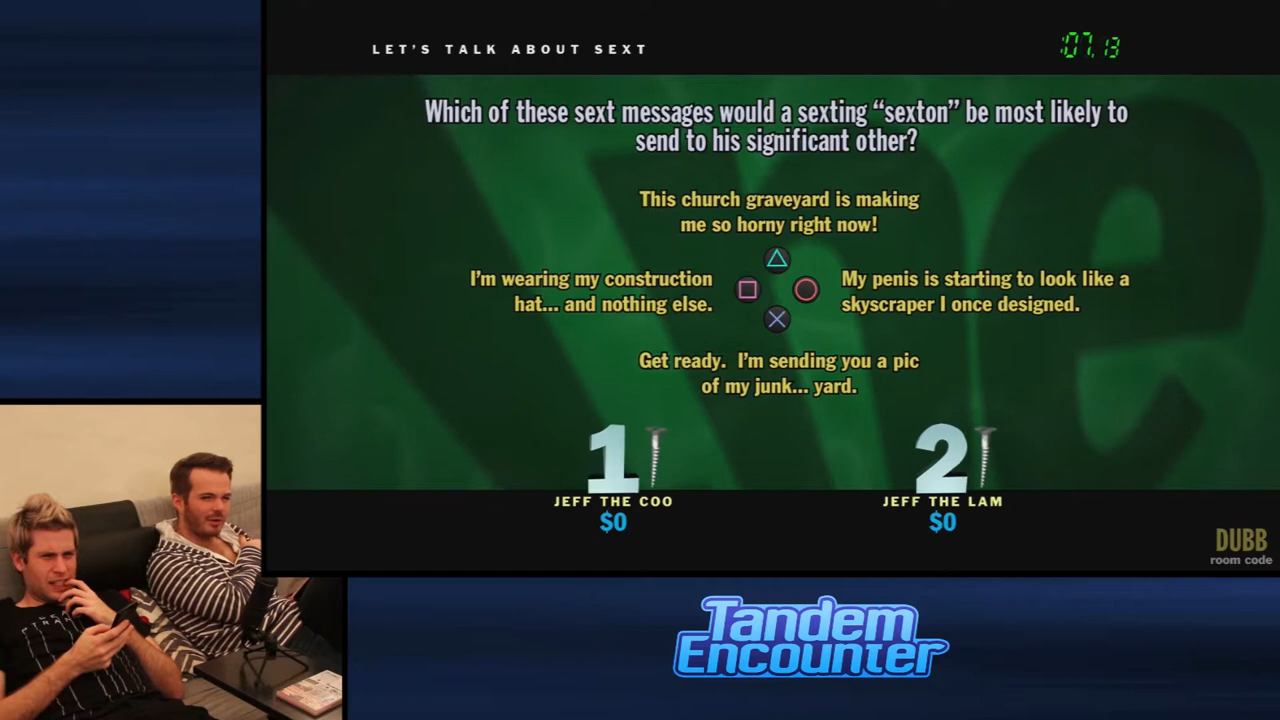 LET'S TALK ABOUT SEXT
:07.13
Which of these sext messages would a sexting “sexton” be most likely to
send to his significant other?
This church graveyard is making
me so horny right now!
I'm wearing my construction
hat... and nothing else.
My penis is starting to look like a
skyscraper I once designed.
Get ready. I'm sending you a pic
of my junk... yard.
1
JEFF THE COO
$0
2
JEFF THE LAM
$0
DUBB
room code
Tandem
Encounter